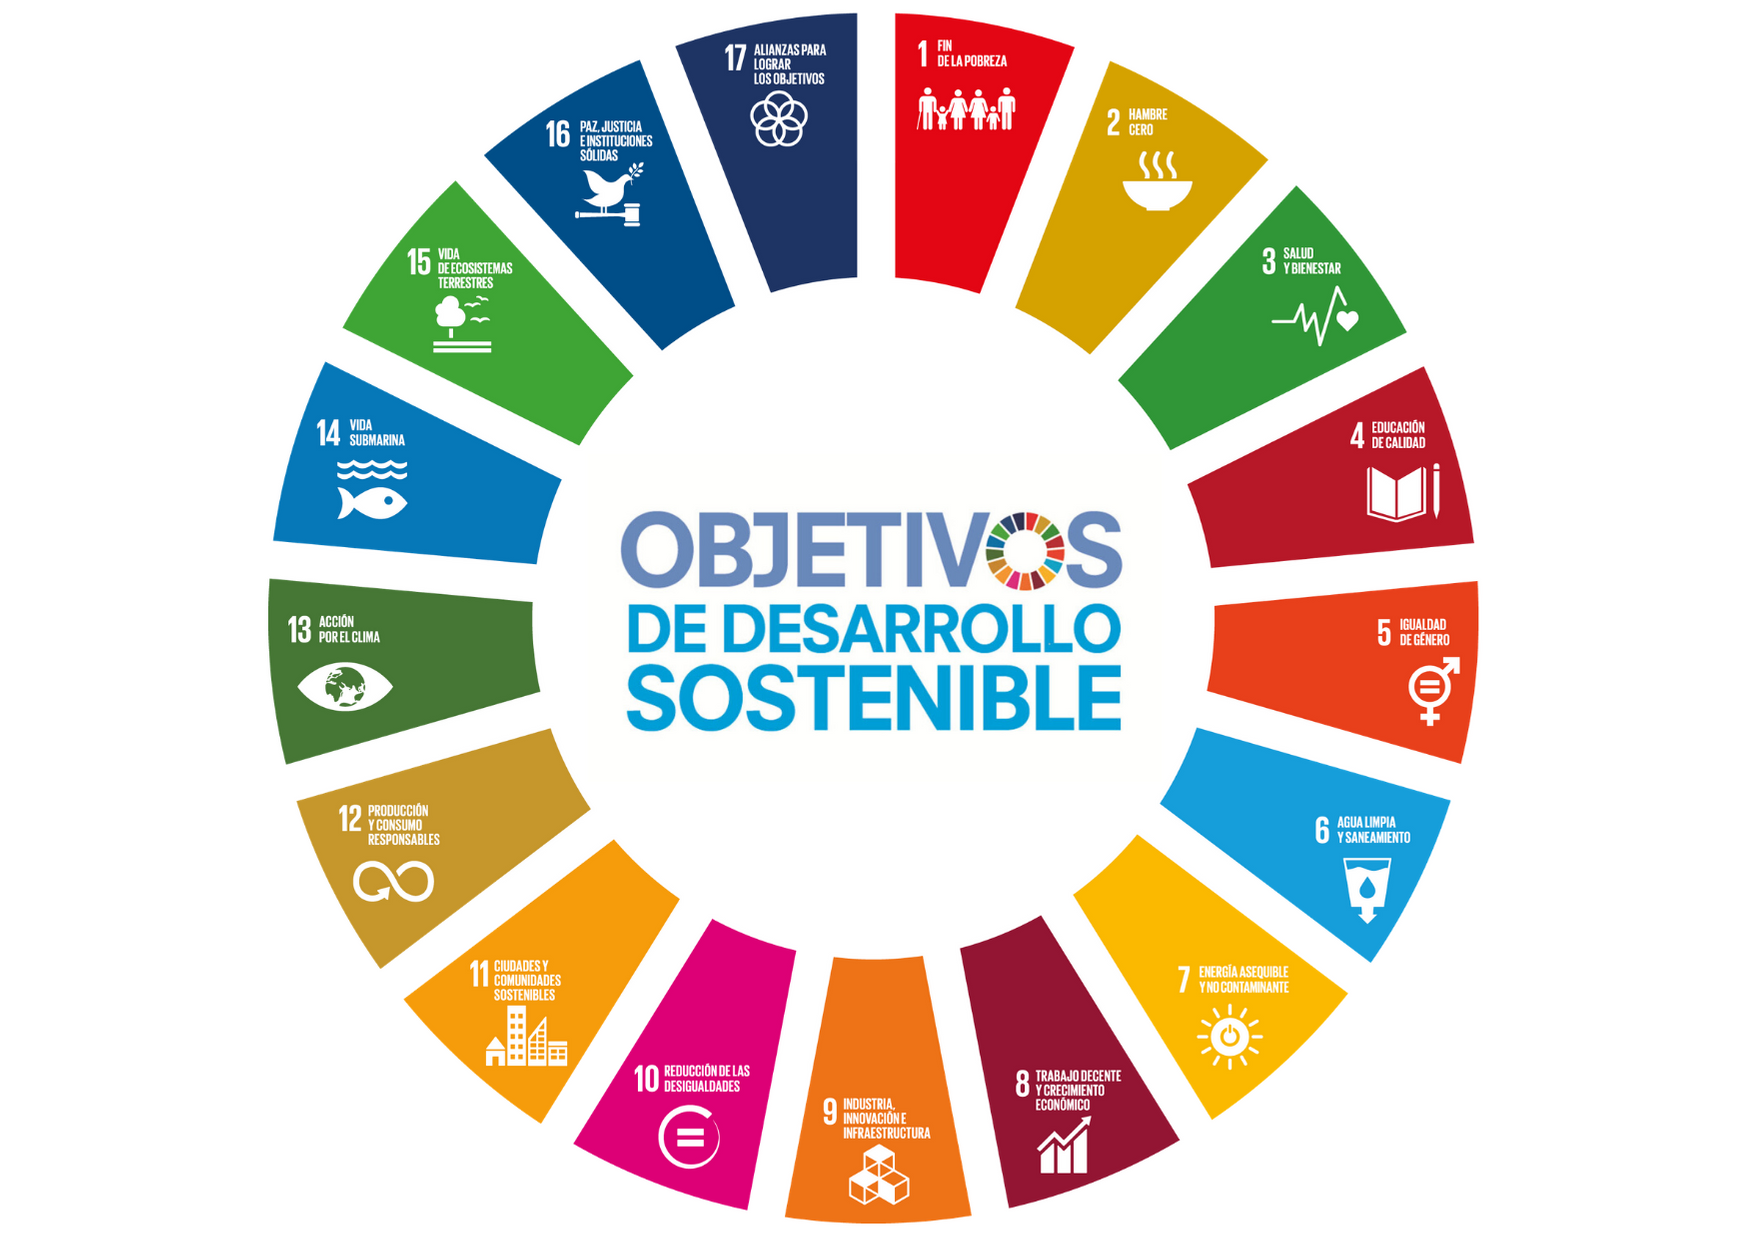 1 FIN
DE LA POBREZA
2 HAMBRE
CERO
3 SALUD
Y BIENESTAR
4 EDUCACIÓN
DE CALIDAD
5 IGUALDAD
DE GÉNERO
6 AGUA LIMPIA
Y SANEAMIENTO
7 ENERGÍA ASEQUIBLE
Y NO CONTAMINANTE
8 TRABAJO DECENTE
Y CRECIMIENTO
ECONÓMICO
9 INDUSTRIA,
INNOVACIÓN E
INFRAESTRUCTURA
10 REDUCCIÓN DE LAS
DESIGUALDADES
11 CIUDADES Y
COMUNIDADES
SOSTENIBLES
12 PRODUCCIÓN
Y CONSUMO
RESPONSABLES
13 ACCIÓN
POR EL CLIMA
14 VIDA
SUBMARINA
15 VIDA
DE ECOSISTEMAS
TERRESTRES
16 PAZ, JUSTICIA
E INSTITUCIONES
SÓLIDAS
17 ALIANZAS PARA
LOGRAR
LOS OBJETIVOS
OBJETIVOS
DE DESARROLLO
SOSTENIBLE